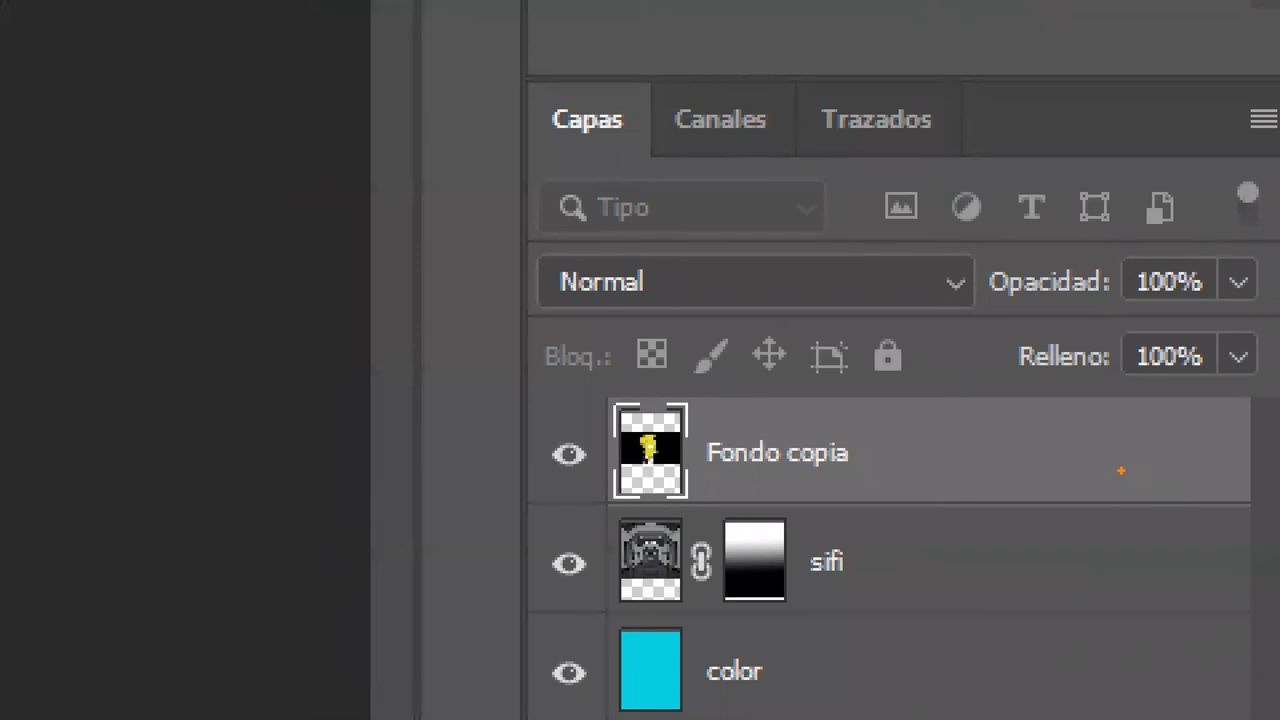 Capas Canales Trazados
Tipo
Normal Opacidad: 100%
Bloq.: Relleno: 100%
Fondo copia
sifi
color